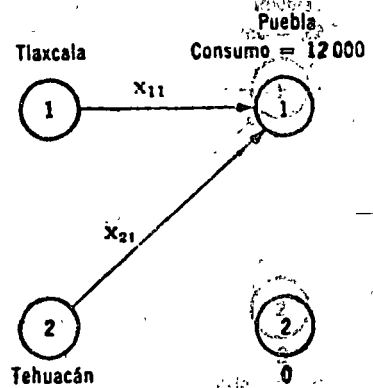 Puebla
Tlaxcala
Consumo = 12 000
1
x₁₁
1
x₂₁
2
2
Tehuacán
0